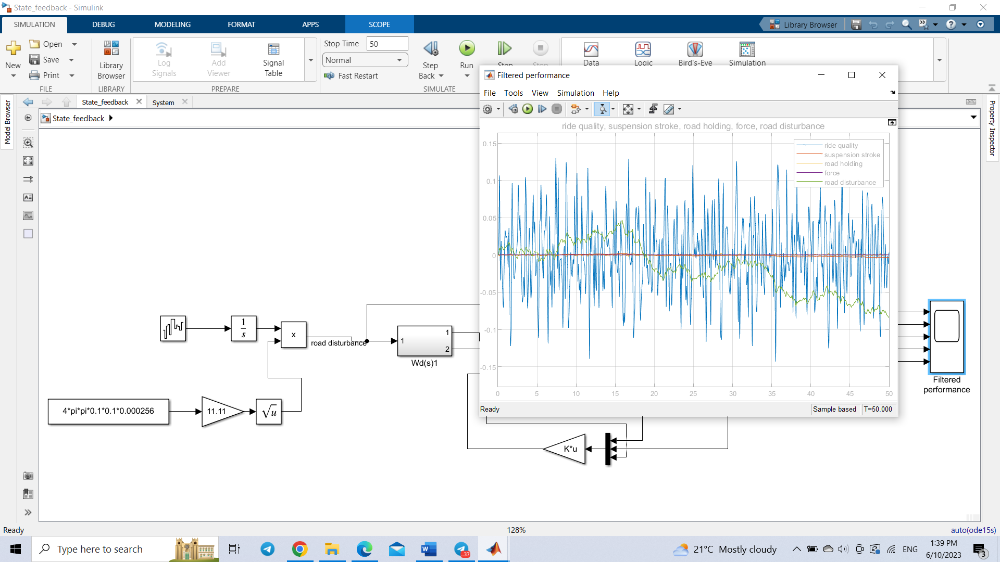 State_feedback - Simulink
SIMULATION DEBUG MODELING FORMAT APPS SCOPE
Library Browser
New
Open
Save
Print
FILE
Library
Browser
LIBRARY
Log
Signals
Add
Viewer
Signal
Table
PREPARE
Stop Time 50
Normal
Fast Restart
Step
Back
Run
Step
Stop
SIMULATE
Data
Logic
Bird's-Eye
Simulation
Model Browser
State_feedback
System
State_feedback
Property Inspector
Filtered performance
File Tools View Simulation Help
ride quality, suspension stroke, road holding, force, road disturbance
ride quality
suspension stroke
road holding
force
road disturbance
0.15
0.1
0.05
0
-0.05
-0.1
-0.15
0 5 10 15 20 25 30 35 40 45 50
Ready
Sample based
T=50.000
1
s
x
road disturbance
1
1
2
Wd(s)1
4*pi*pi*0.1*0.1*0.000256
11.11
√u
K*u
Filtered
performance
Ready
128%
auto(ode15s)
Type here to search
..37
21°C Mostly cloudy
ENG
1:39 PM
6/10/2023
3